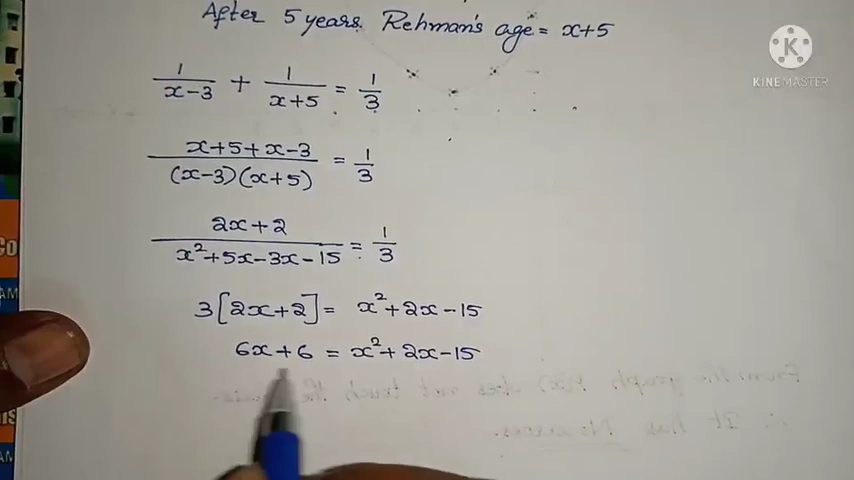 After 5 years Rehman's age = x+5
K
KINEMASTER
1/(x-3) + 1/(x+5) = 1/3
(x+5+x-3)/((x-3)(x+5)) = 1/3
(2x+2)/(x²+5x-3x-15) = 1/3
3[2x+2] = x²+2x-15
6x+6 = x²+2x-15